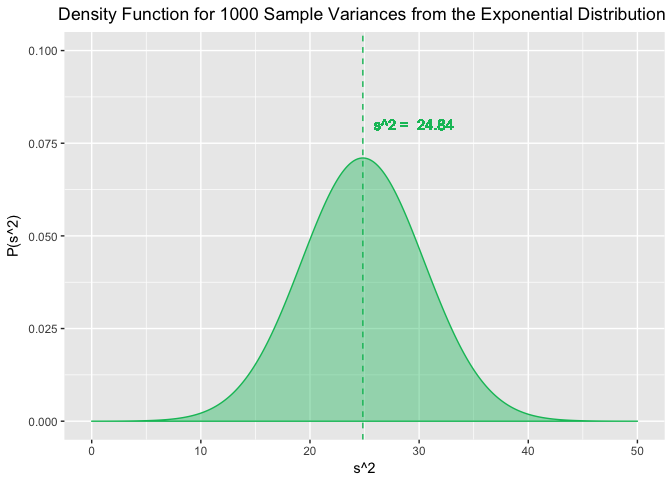 Density Function for 1000 Sample Variances from the Exponential Distribution
0.100
s^2 = 24.84
0.075
0.050
0.025
0.000
P(s^2)
0 10 20 30 40 50
s^2